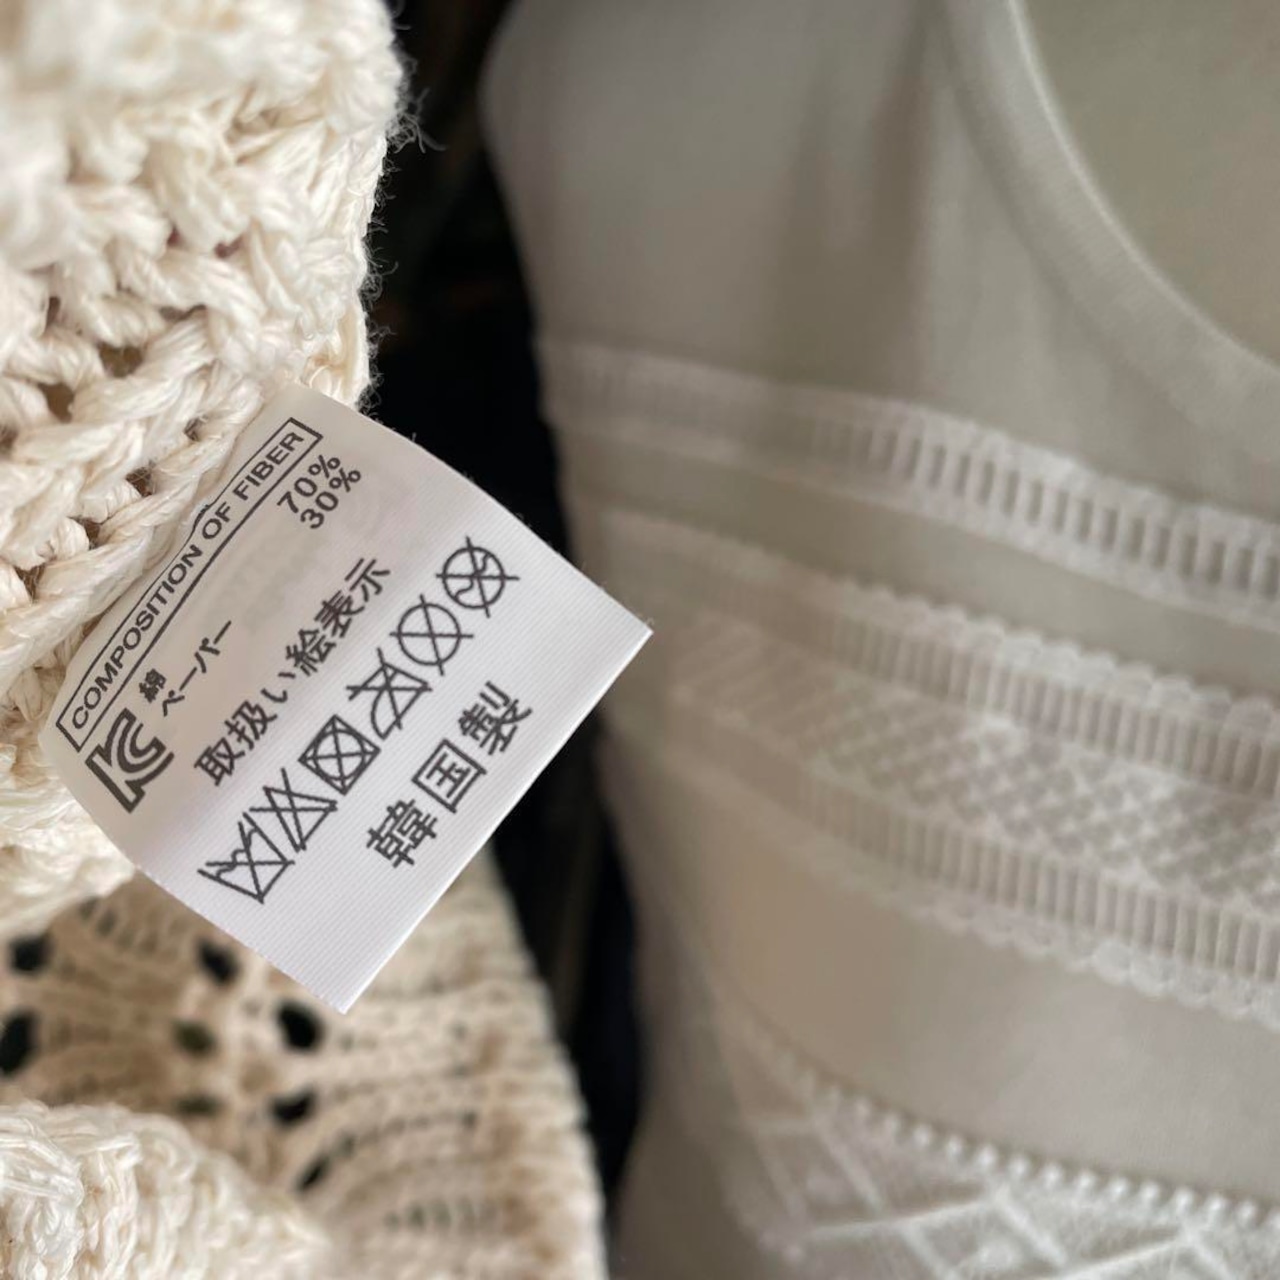 COMPOSITION OF FIBER
綿 70%
ペーパー 30%
取扱い絵表示
韓国製